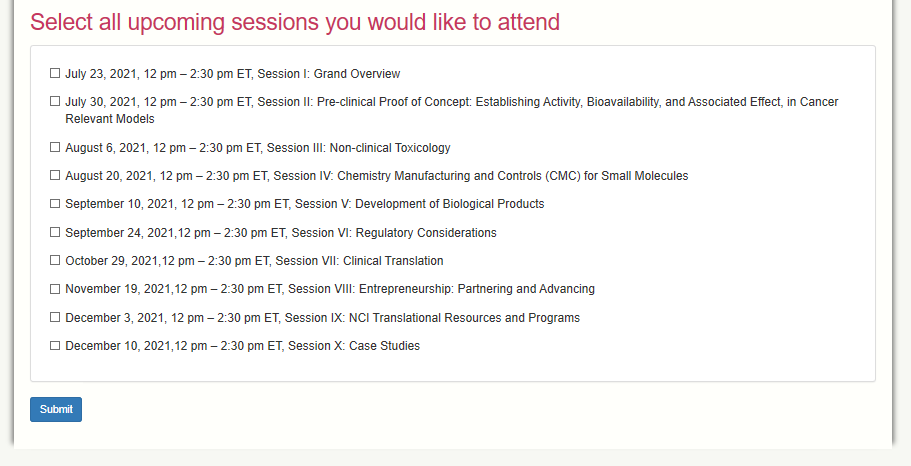 Select all upcoming sessions you would like to attend
July 23, 2021, 12 pm – 2:30 pm ET, Session I: Grand Overview
July 30, 2021, 12 pm – 2:30 pm ET, Session II: Pre-clinical Proof of Concept: Establishing Activity, Bioavailability, and Associated Effect, in Cancer
Relevant Models
August 6, 2021, 12 pm – 2:30 pm ET, Session III: Non-clinical Toxicology
August 20, 2021, 12 pm – 2:30 pm ET, Session IV: Chemistry Manufacturing and Controls (CMC) for Small Molecules
September 10, 2021, 12 pm – 2:30 pm ET, Session V: Development of Biological Products
September 24, 2021,12 pm – 2:30 pm ET, Session VI: Regulatory Considerations
October 29, 2021,12 pm – 2:30 pm ET, Session VII: Clinical Translation
November 19, 2021,12 pm – 2:30 pm ET, Session VIII: Entrepreneurship: Partnering and Advancing
December 3, 2021, 12 pm – 2:30 pm ET, Session IX: NCI Translational Resources and Programs
December 10, 2021,12 pm – 2:30 pm ET, Session X: Case Studies
Submit